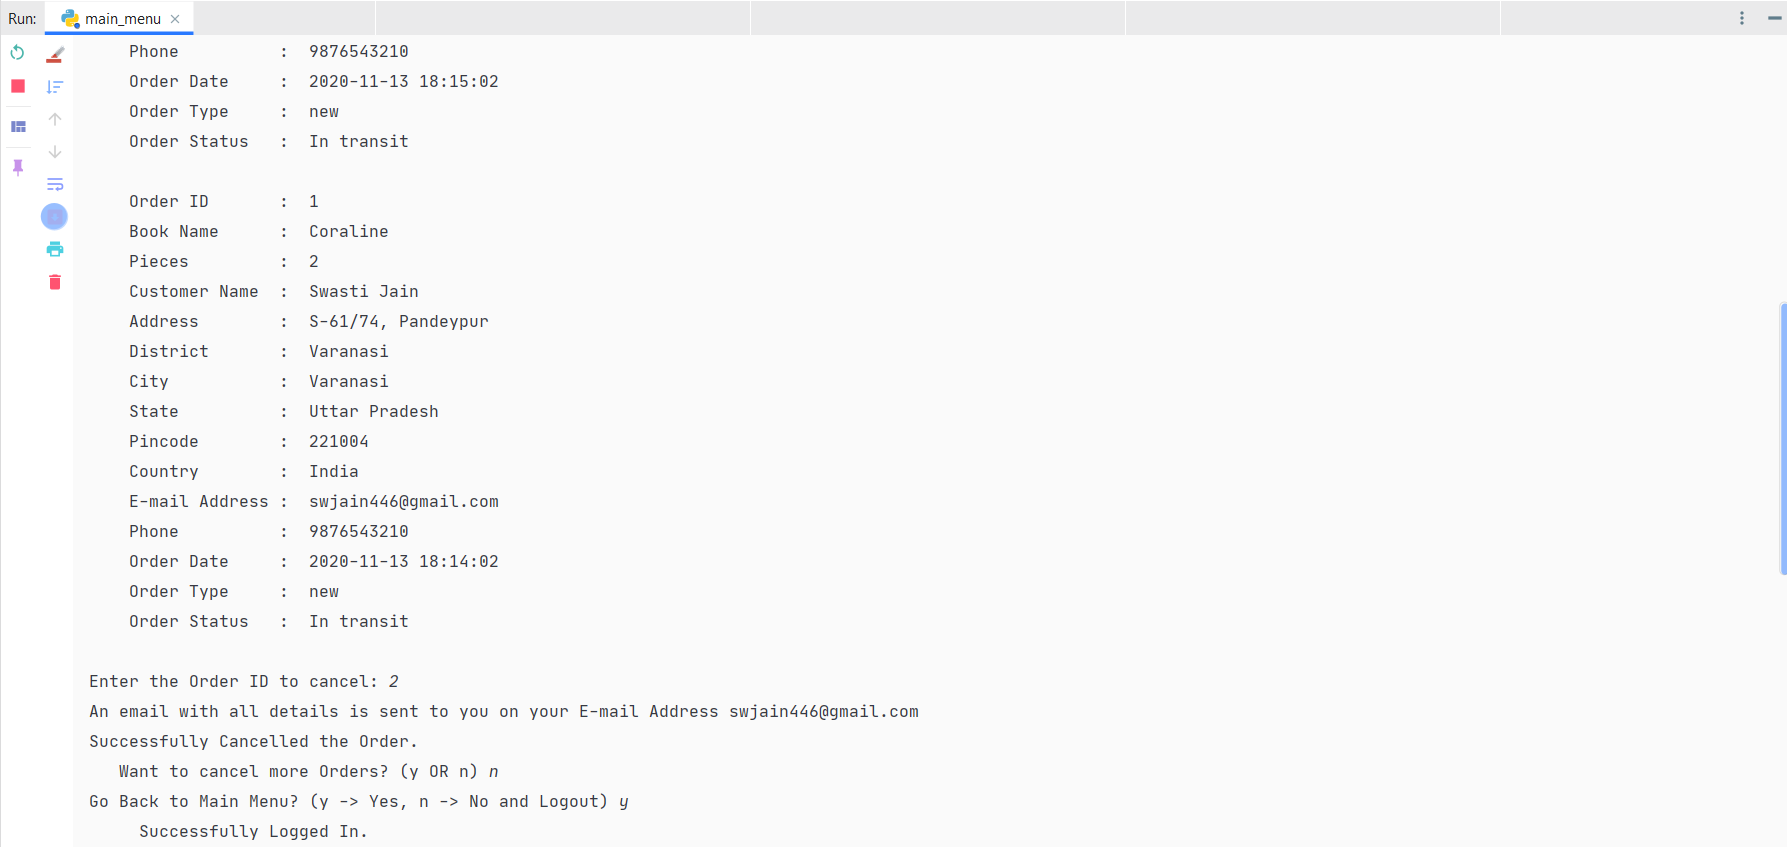 Run: main_menu
Phone : 9876543210
Order Date : 2020-11-13 18:15:02
Order Type : new
Order Status : In transit
Order ID : 1
Book Name : Coraline
Pieces : 2
Customer Name : Swasti Jain
Address : S-61/74, Pandeypur
District : Varanasi
City : Varanasi
State : Uttar Pradesh
Pincode : 221004
Country : India
E-mail Address : swjain446@gmail.com
Phone : 9876543210
Order Date : 2020-11-13 18:14:02
Order Type : new
Order Status : In transit
Enter the Order ID to cancel: 2
An email with all details is sent to you on your E-mail Address swjain446@gmail.com
Successfully Cancelled the Order.
Want to cancel more Orders? (y OR n) n
Go Back to Main Menu? (y -> Yes, n -> No and Logout) y
Successfully Logged In.